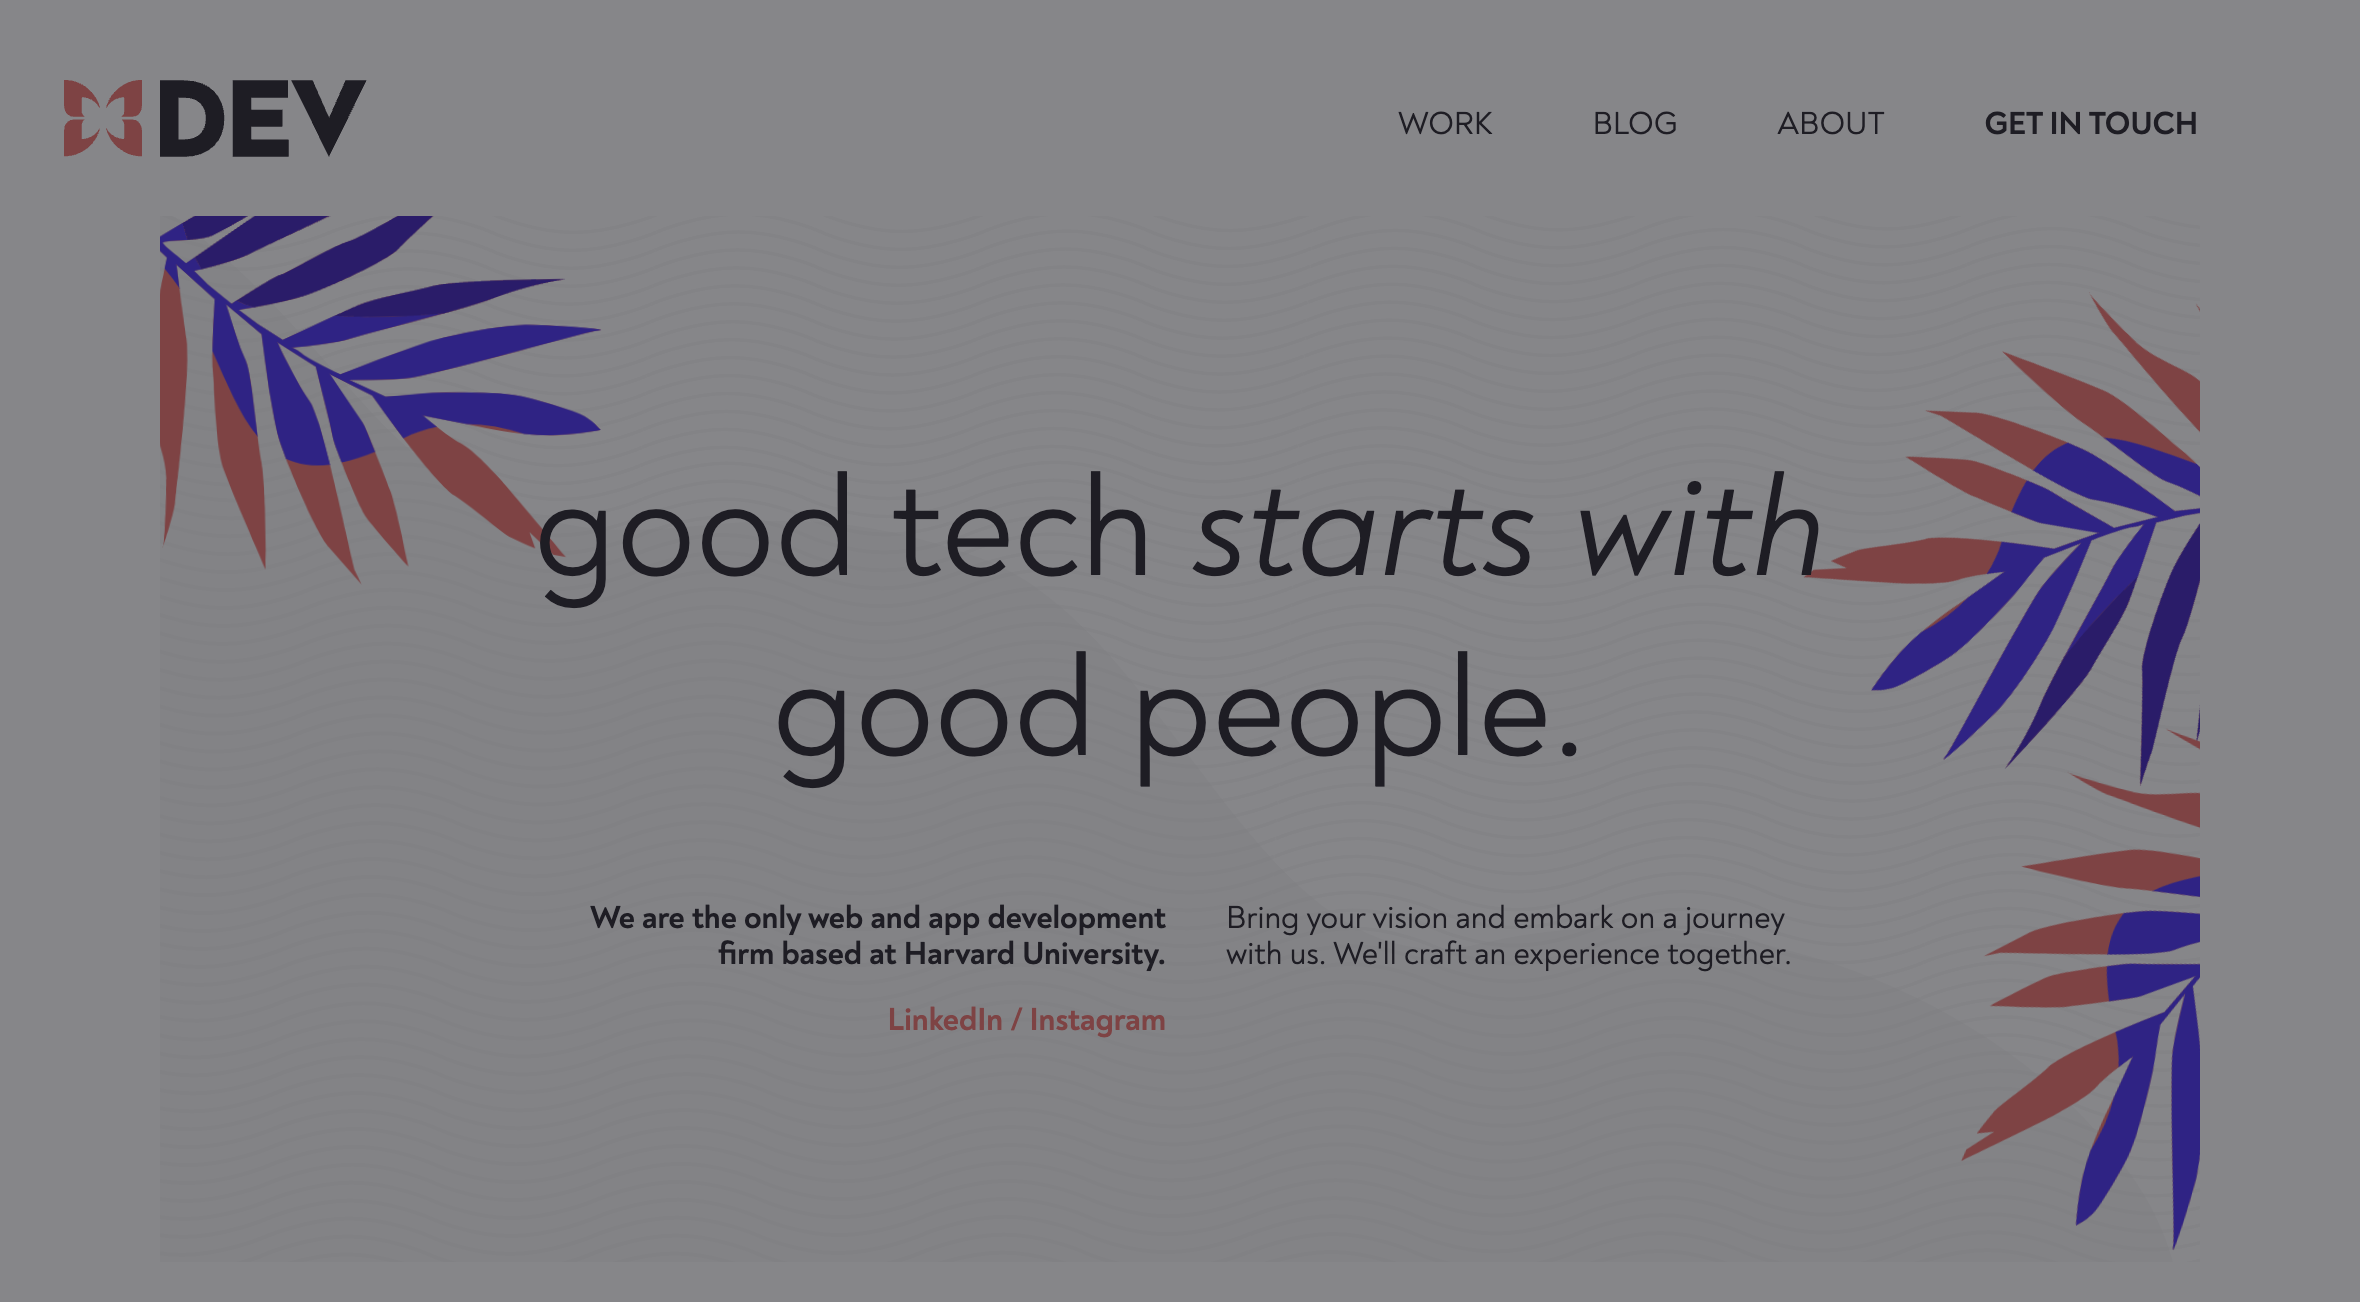 DEV
WORK
BLOG
ABOUT
GET IN TOUCH
good tech starts with
good people.
We are the only web and app development
firm based at Harvard University.
LinkedIn / Instagram
Bring your vision and embark on a journey
with us. We'll craft an experience together.